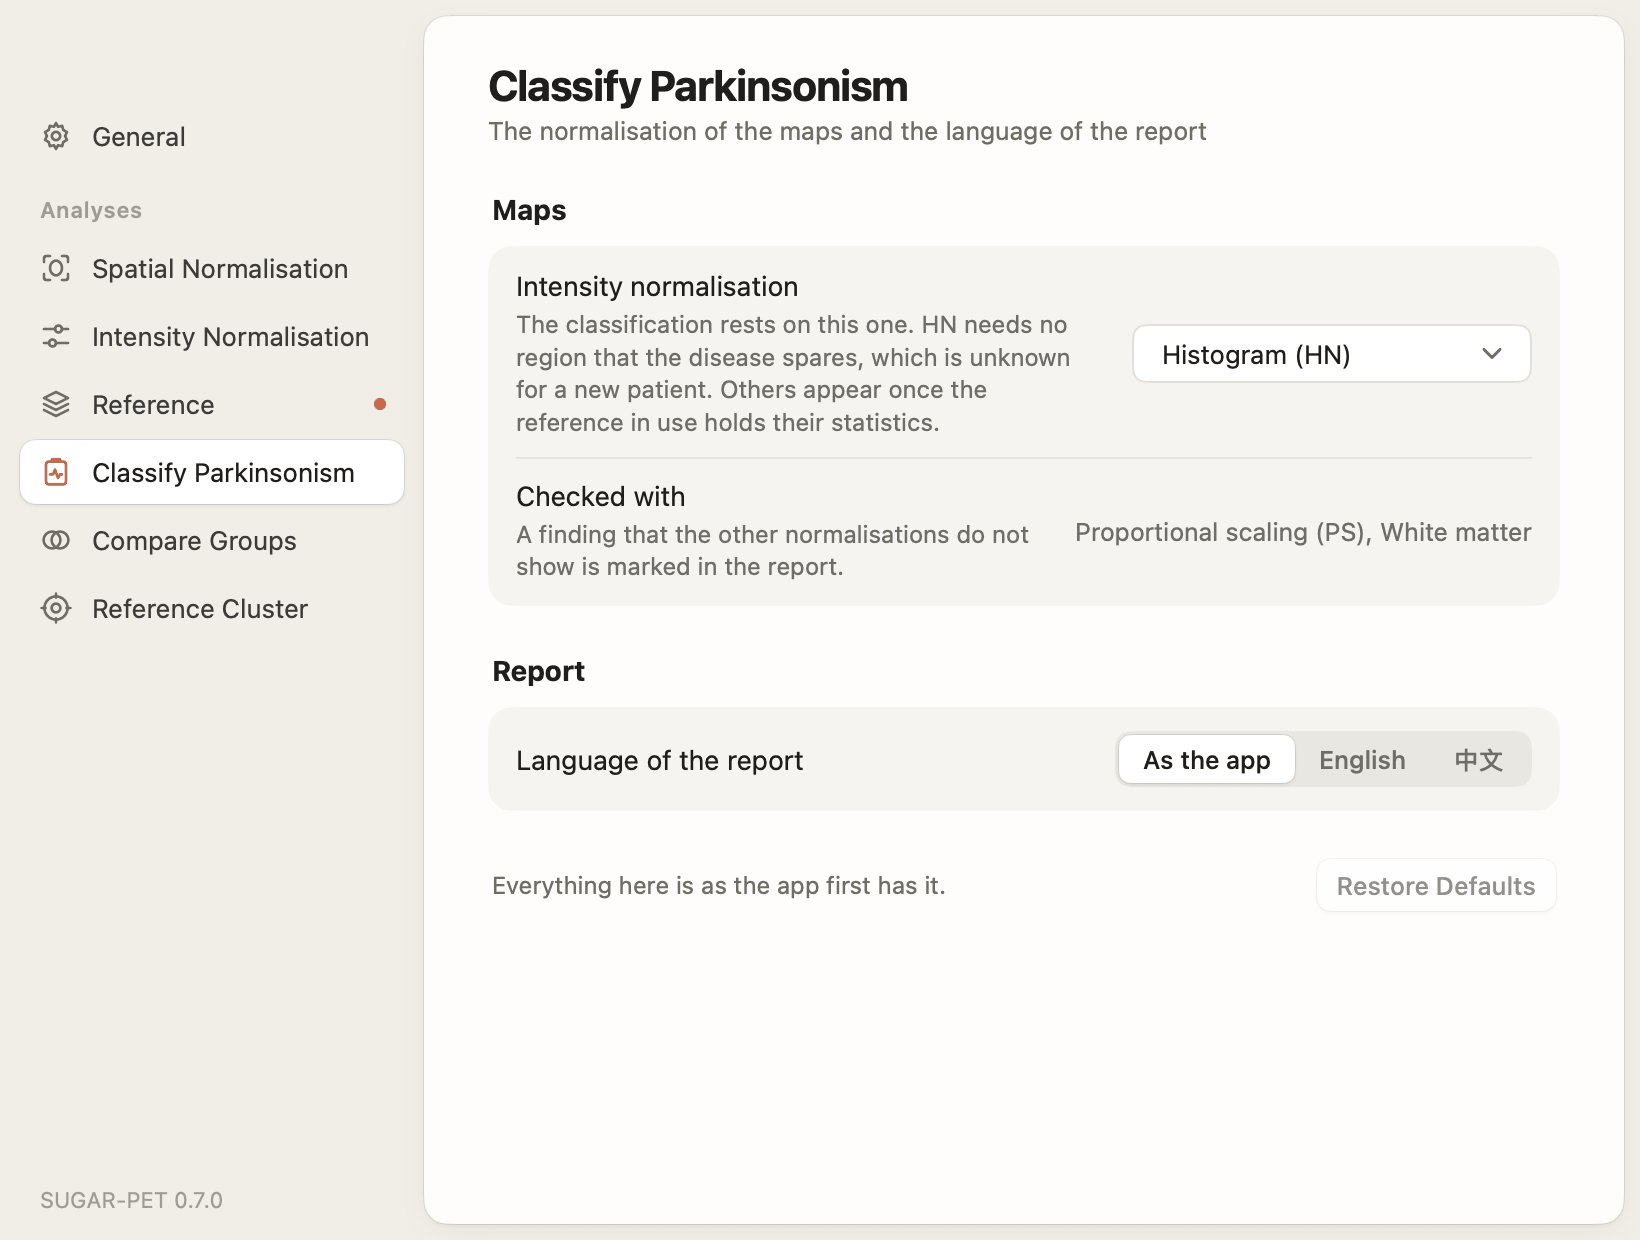 General
Analyses
Spatial Normalisation
Intensity Normalisation
Reference
Classify Parkinsonism
Compare Groups
Reference Cluster
SUGAR-PET 0.7.0
Classify Parkinsonism
The normalisation of the maps and the language of the report
Maps
Intensity normalisation
The classification rests on this one. HN needs no
region that the disease spares, which is unknown
for a new patient. Others appear once the
reference in use holds their statistics.
Histogram (HN)
Checked with
A finding that the other normalisations do not
show is marked in the report.
Proportional scaling (PS), White matter
Report
Language of the report
As the app
English
中文
Everything here is as the app first has it.
Restore Defaults